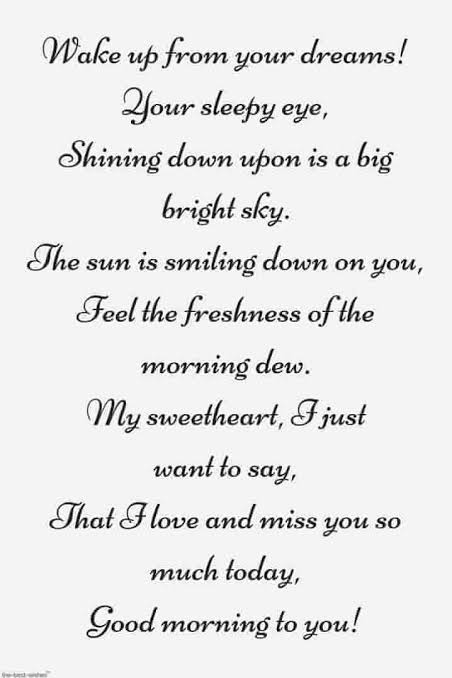 Wake up from your dreams!
Your sleepy eye,
Shining down upon is a big
bright sky.
The sun is smiling down on you,
Feel the freshness of the
morning dew.
My sweetheart, I just
want to say,
That I love and miss you so
much today,
Good morning to you!
the-best-wishes™